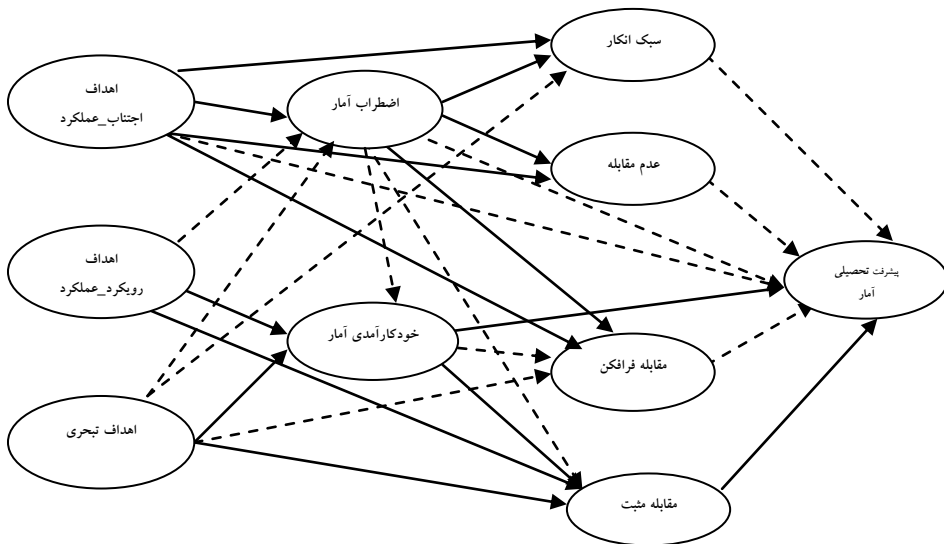 سبک انکار
اهداف
اجتناب_عملکرد
اضطراب آمار
عدم مقابله
اهداف
رویکرد_عملکرد
پیشرفت تحصیلی
آمار
خودکارآمدی آمار
مقابله فرافکن
اهداف تبحری
مقابله مثبت